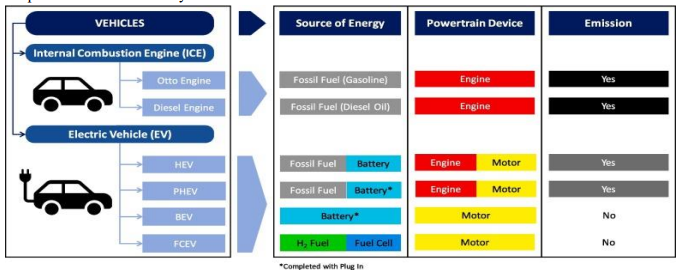 VEHICLES
Source of Energy
Powertrain Device
Emission
Internal Combustion Engine (ICE)
Otto Engine
Fossil Fuel (Gasoline)
Engine
Yes
Diesel Engine
Fossil Fuel (Diesel Oil)
Engine
Yes
Electric Vehicle (EV)
HEV
Fossil Fuel
Battery
Engine
Motor
Yes
PHEV
Fossil Fuel
Battery*
Engine
Motor
Yes
BEV
Battery*
Motor
No
FCEV
H₂ Fuel
Fuel Cell
Motor
No
*Completed with Plug In